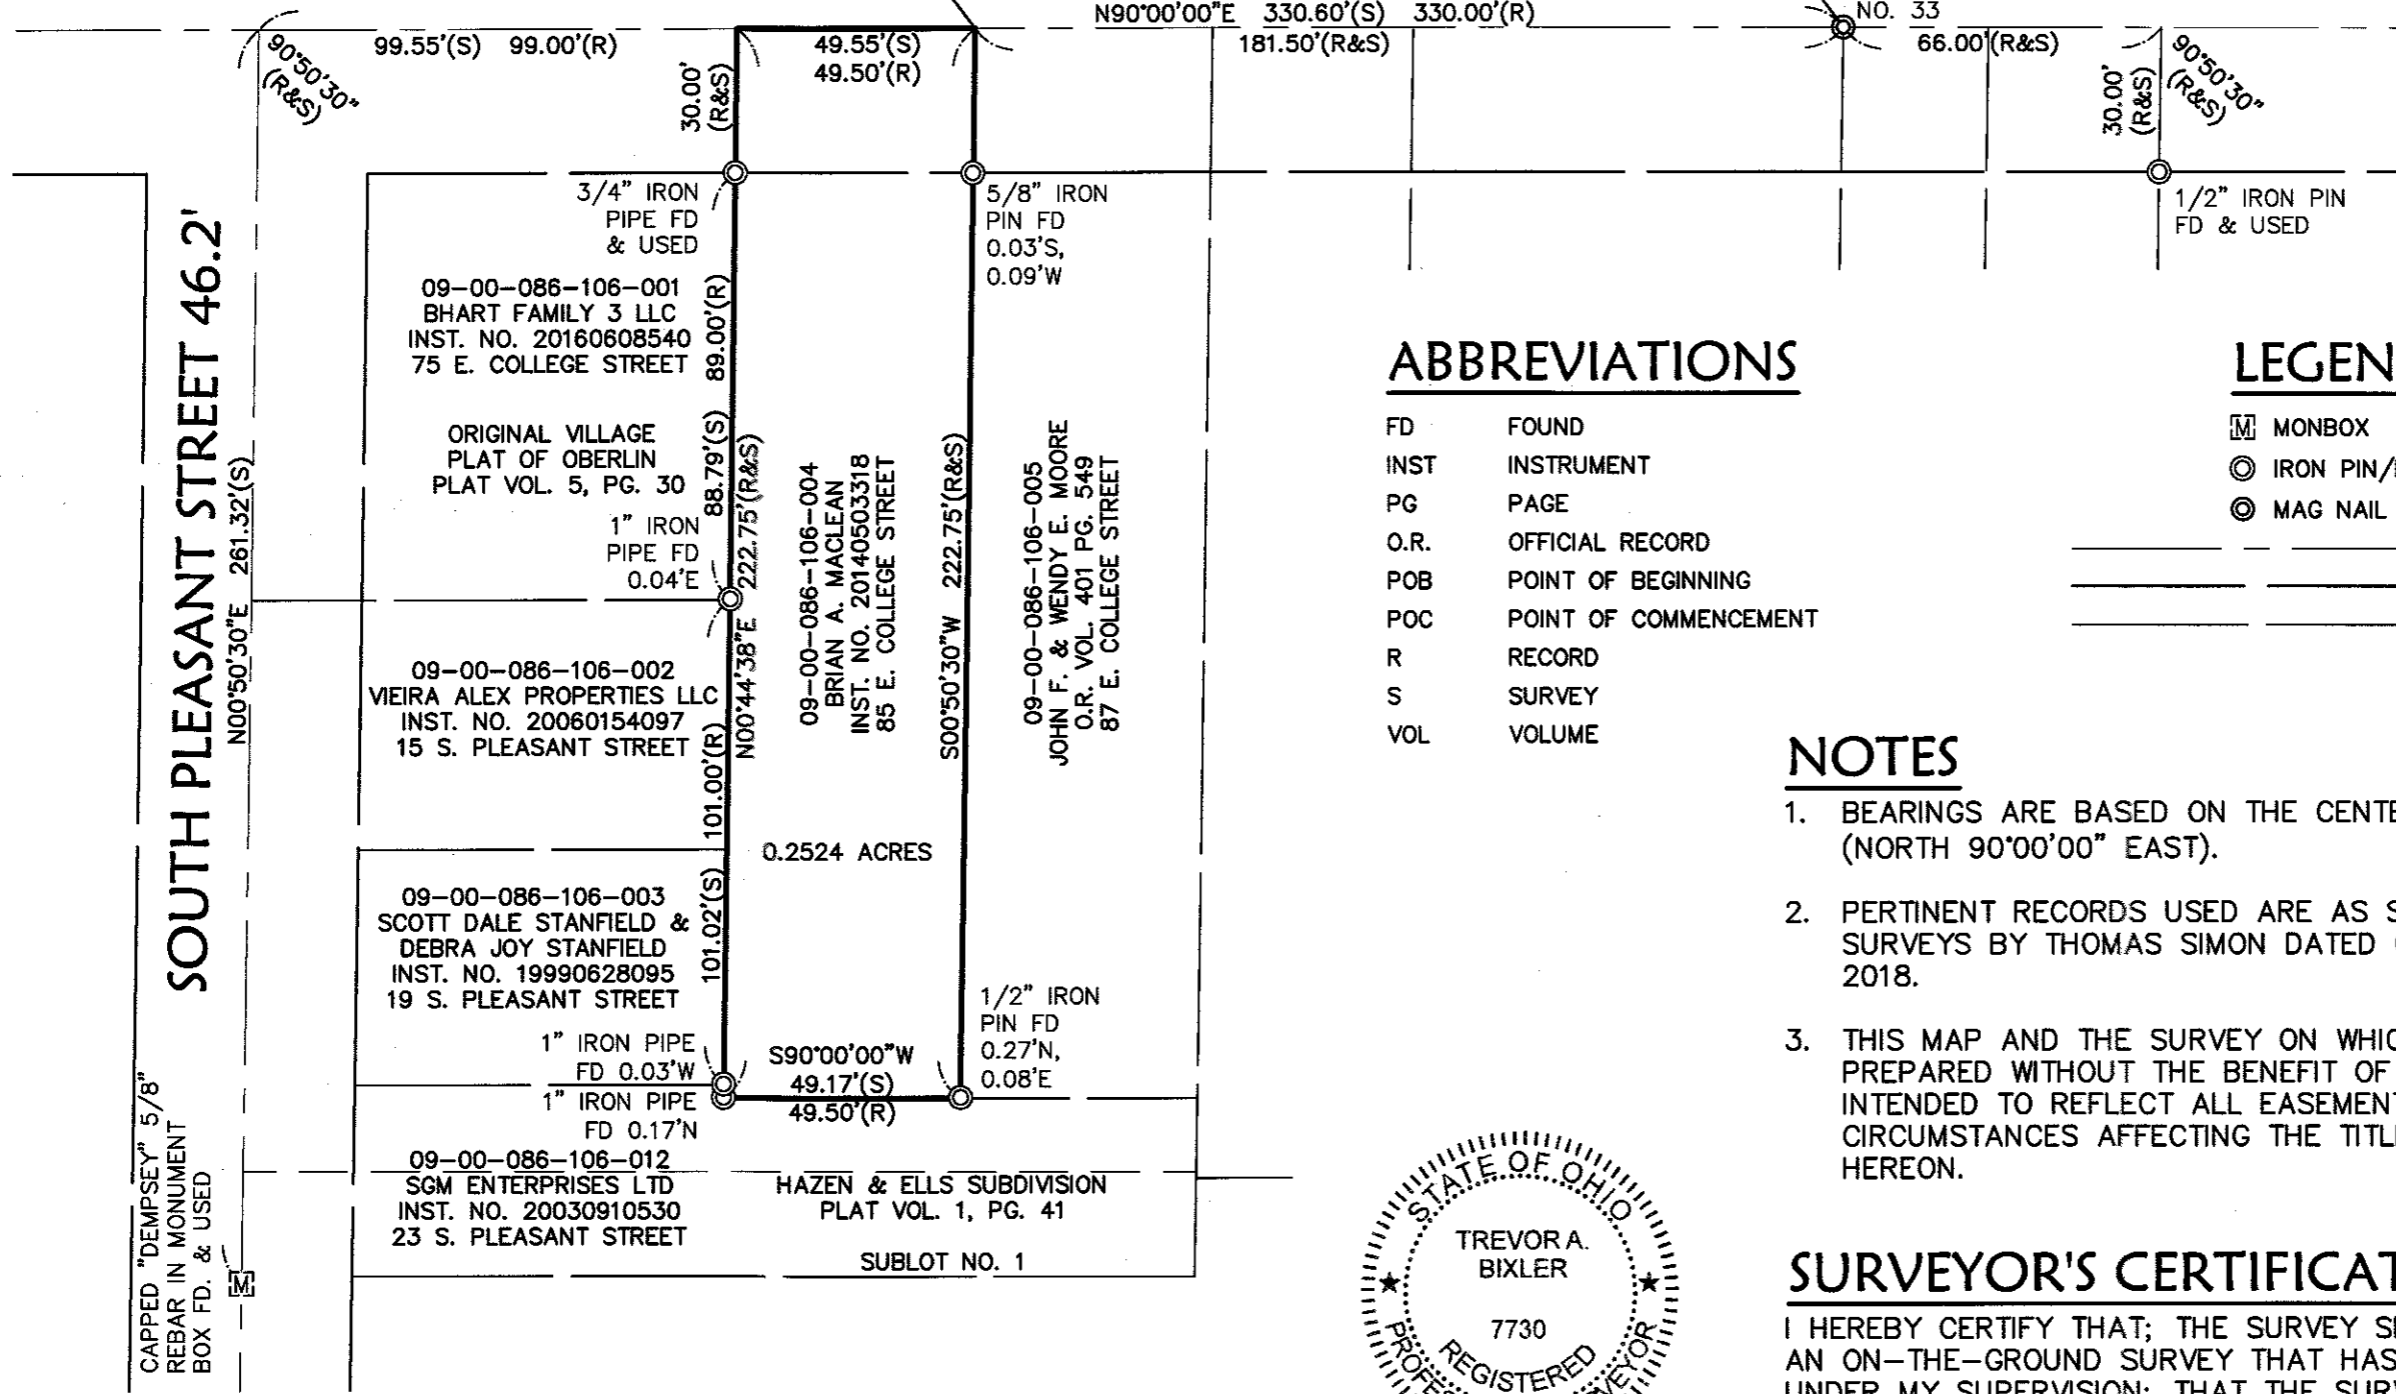 N90°00'00"E 330.60'(S) 330.00'(R)
NO. 33
99.55'(S) 99.00'(R)
49.55'(S)
49.50'(R)
181.50'(R&S)
66.00'(R&S)
90°50'30"
(R&S)
30.00'
(R&S)
30.00'
(R&S)
90°50'30"
(R&S)
3/4" IRON
PIPE FD
& USED
5/8" IRON
PIN FD
0.03'S,
0.09'W
1/2" IRON PIN
FD & USED
SOUTH PLEASANT STREET 46.2'
N00°50'30"E 261.32'(S)
09-00-086-106-001
BHART FAMILY 3 LLC
INST. NO. 20160608540
75 E. COLLEGE STREET
89.00'(R)
88.79'(S)
ORIGINAL VILLAGE
PLAT OF OBERLIN
PLAT VOL. 5, PG. 30
1" IRON
PIPE FD
0.04'E
N00°44'38"E 222.75'(R&S)
09-00-086-106-004
BRIAN A. MACLEAN
INST. NO. 20140503318
85 E. COLLEGE STREET
S00°50'30"W 222.75'(R&S)
09-00-086-106-005
JOHN F. & WENDY E. MOORE
O.R. VOL. 401 PG. 549
87 E. COLLEGE STREET
09-00-086-106-002
VIEIRA ALEX PROPERTIES LLC
INST. NO. 20060154097
15 S. PLEASANT STREET
101.00'(R)
101.02'(S)
0.2524 ACRES
09-00-086-106-003
SCOTT DALE STANFIELD &
DEBRA JOY STANFIELD
INST. NO. 19990628095
19 S. PLEASANT STREET
1" IRON PIPE
FD 0.03'W
1" IRON PIPE
FD 0.17'N
S90°00'00"W
49.17'(S)
49.50'(R)
1/2" IRON
PIN FD
0.27'N,
0.08'E
09-00-086-106-012
SGM ENTERPRISES LTD
INST. NO. 20030910530
23 S. PLEASANT STREET
HAZEN & ELLS SUBDIVISION
PLAT VOL. 1, PG. 41
SUBLOT NO. 1
CAPPED "DEMPSEY" 5/8"
REBAR IN MONUMENT
BOX FD. & USED
M
ABBREVIATIONS
FD FOUND
INST INSTRUMENT
PG PAGE
O.R. OFFICIAL RECORD
POB POINT OF BEGINNING
POC POINT OF COMMENCEMENT
R RECORD
S SURVEY
VOL VOLUME
LEGEN
M MONBOX
IRON PIN/
MAG NAIL
NOTES
1. BEARINGS ARE BASED ON THE CENTE
(NORTH 90°00'00" EAST).
2. PERTINENT RECORDS USED ARE AS S
SURVEYS BY THOMAS SIMON DATED
2018.
3. THIS MAP AND THE SURVEY ON WHIC
PREPARED WITHOUT THE BENEFIT OF
INTENDED TO REFLECT ALL EASEMENT
CIRCUMSTANCES AFFECTING THE TITL
HEREON.
STATE OF OHIO
TREVOR A.
BIXLER
7730
REGISTERED
SURVEYOR'S CERTIFICAT
I HEREBY CERTIFY THAT; THE SURVEY S
AN ON-THE-GROUND SURVEY THAT HAS
UNDER MY SUPERVISION; THAT THE SURV